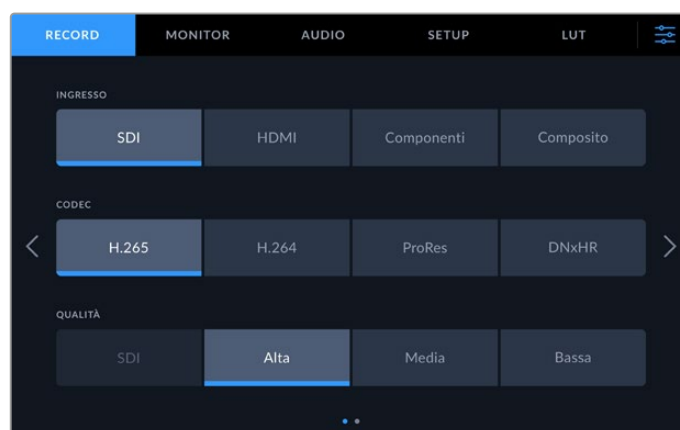 RECORD MONITOR AUDIO SETUP LUT
INGRESSO
SDI HDMI Componenti Composito
CODEC
H.265 H.264 ProRes DNxHR
QUALITÀ
SDI Alta Media Bassa